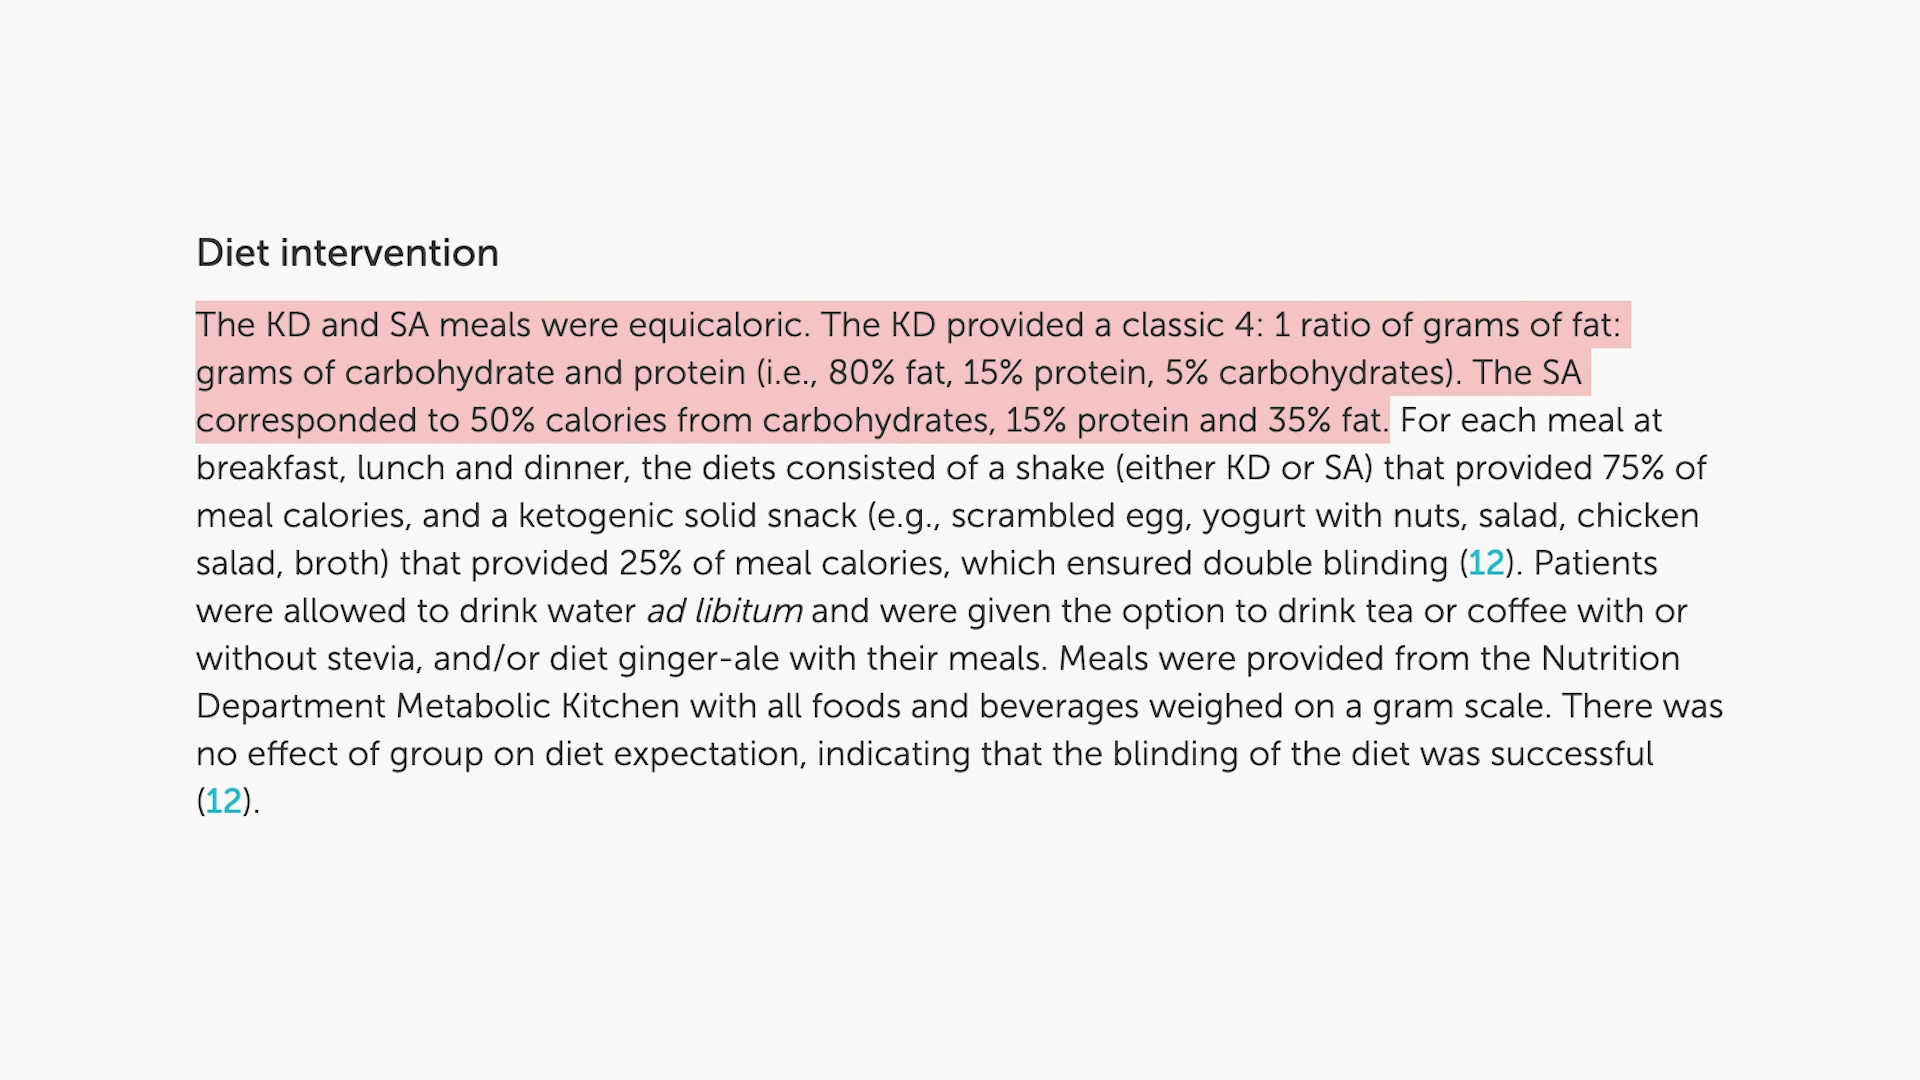 Diet intervention
The KD and SA meals were equicaloric. The KD provided a classic 4: 1 ratio of grams of fat:
grams of carbohydrate and protein (i.e., 80% fat, 15% protein, 5% carbohydrates). The SA
corresponded to 50% calories from carbohydrates, 15% protein and 35% fat. For each meal at
breakfast, lunch and dinner, the diets consisted of a shake (either KD or SA) that provided 75% of
meal calories, and a ketogenic solid snack (e.g., scrambled egg, yogurt with nuts, salad, chicken
salad, broth) that provided 25% of meal calories, which ensured double blinding (12). Patients
were allowed to drink water ad libitum and were given the option to drink tea or coffee with or
without stevia, and/or diet ginger-ale with their meals. Meals were provided from the Nutrition
Department Metabolic Kitchen with all foods and beverages weighed on a gram scale. There was
no effect of group on diet expectation, indicating that the blinding of the diet was successful
(12).